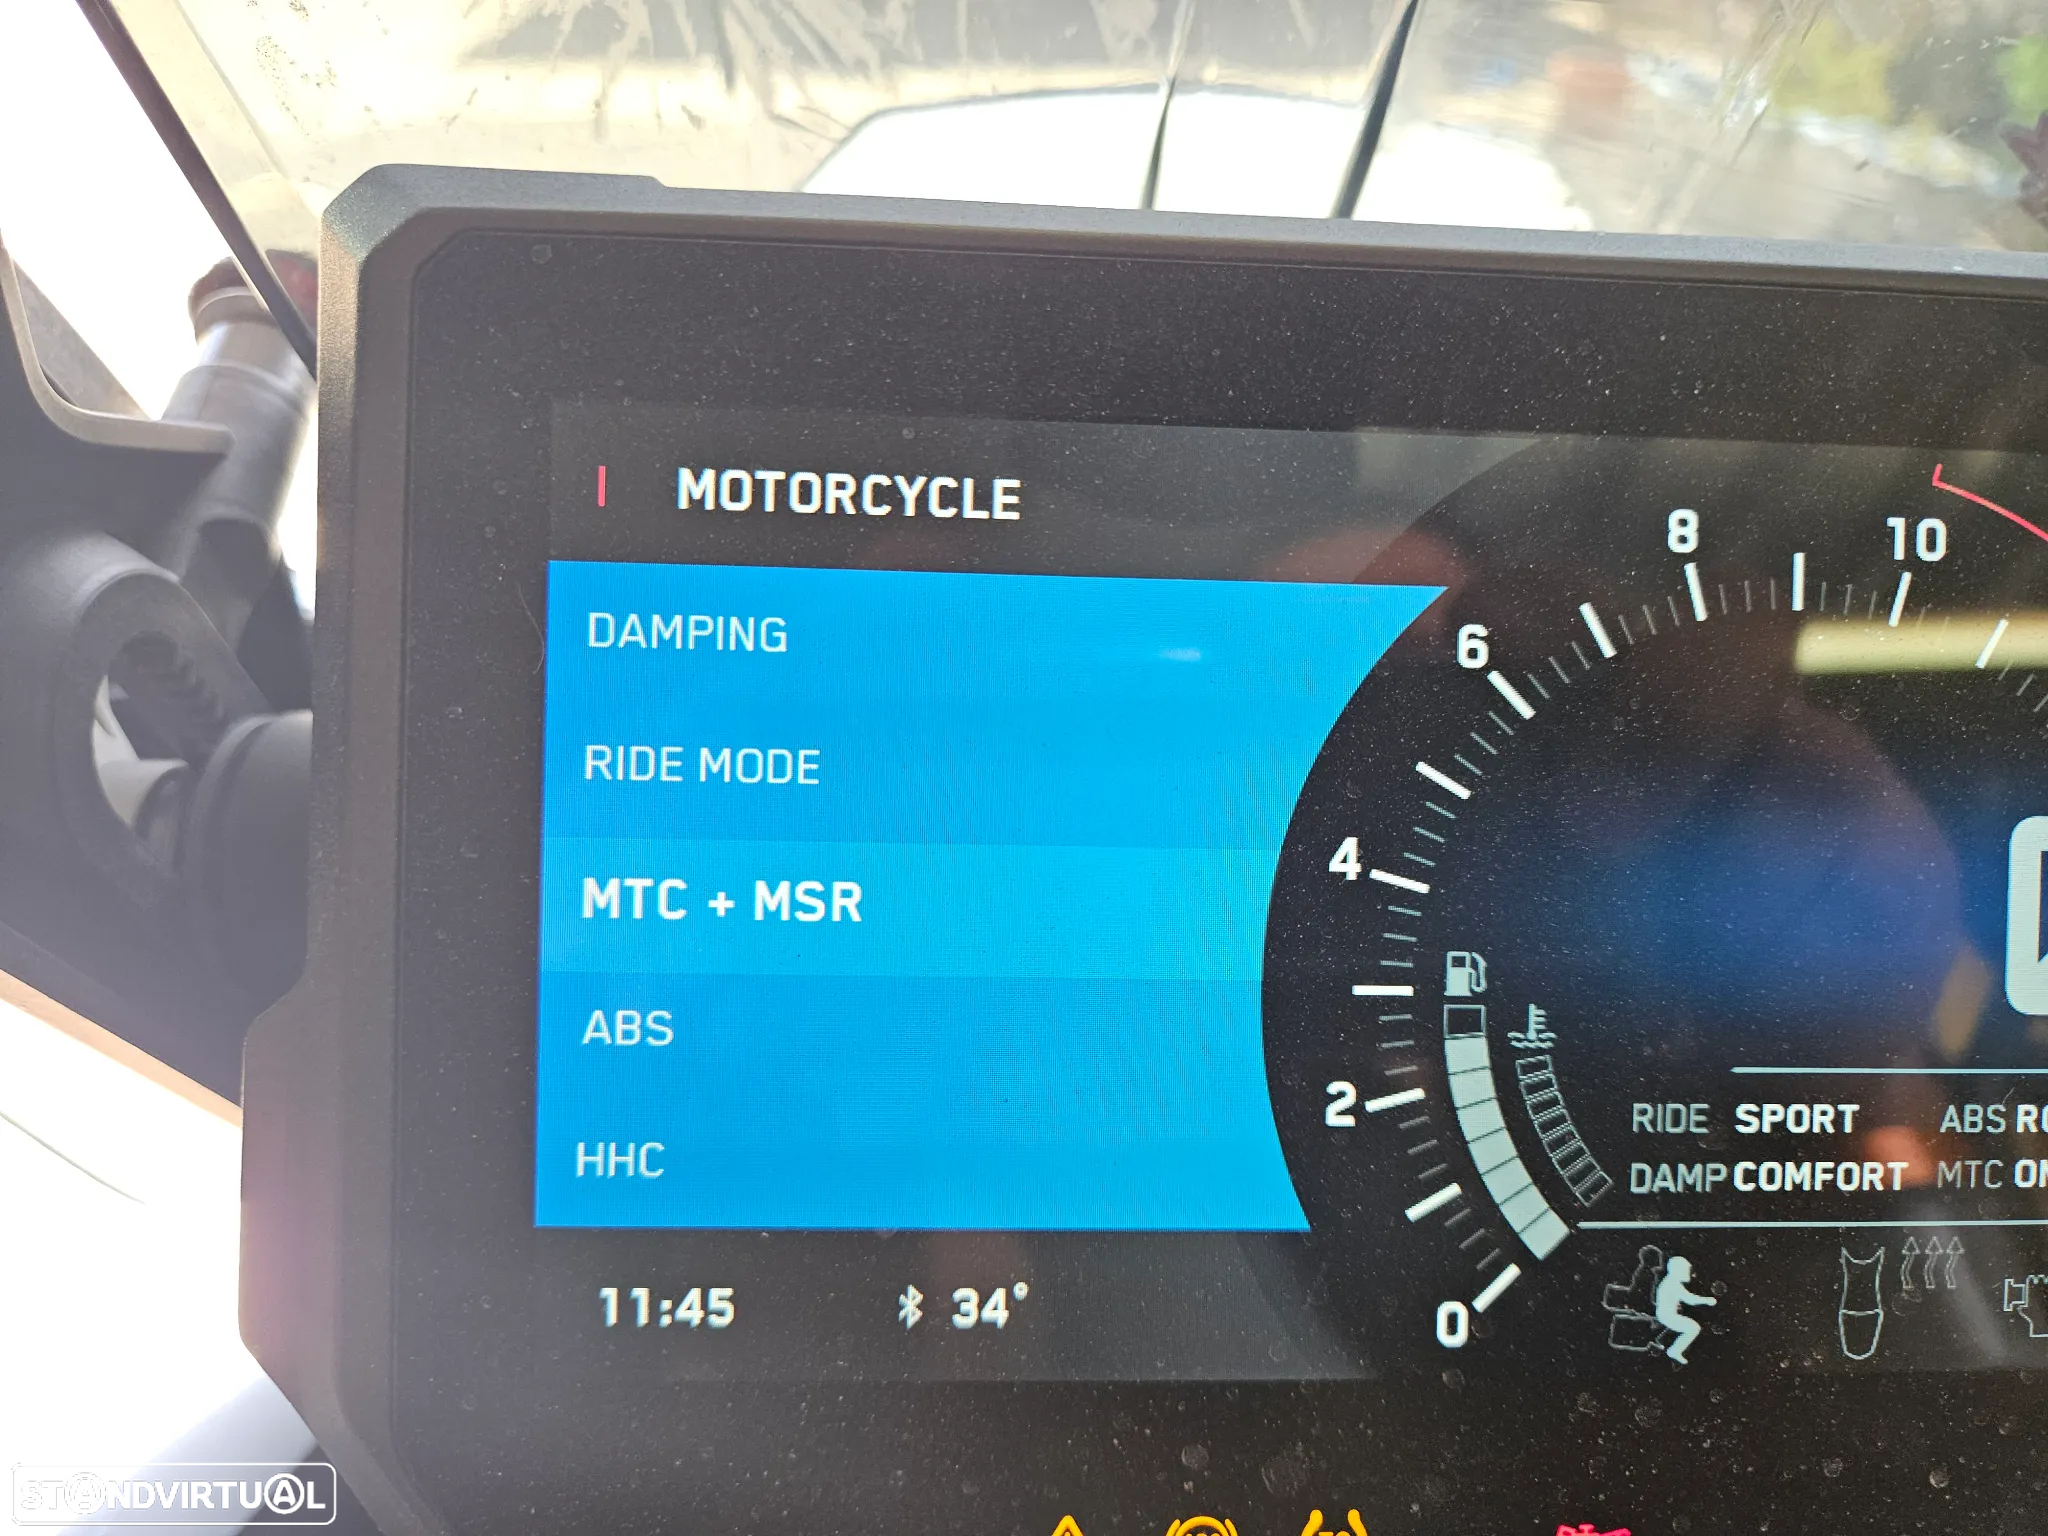 MOTORCYCLE
DAMPING
RIDE MODE
MTC + MSR
ABS
HHC
11:45
34°
0
2
4
6
8
10
RIDE SPORT ABS
DAMP COMFORT MTC
STANDVIRTUAL